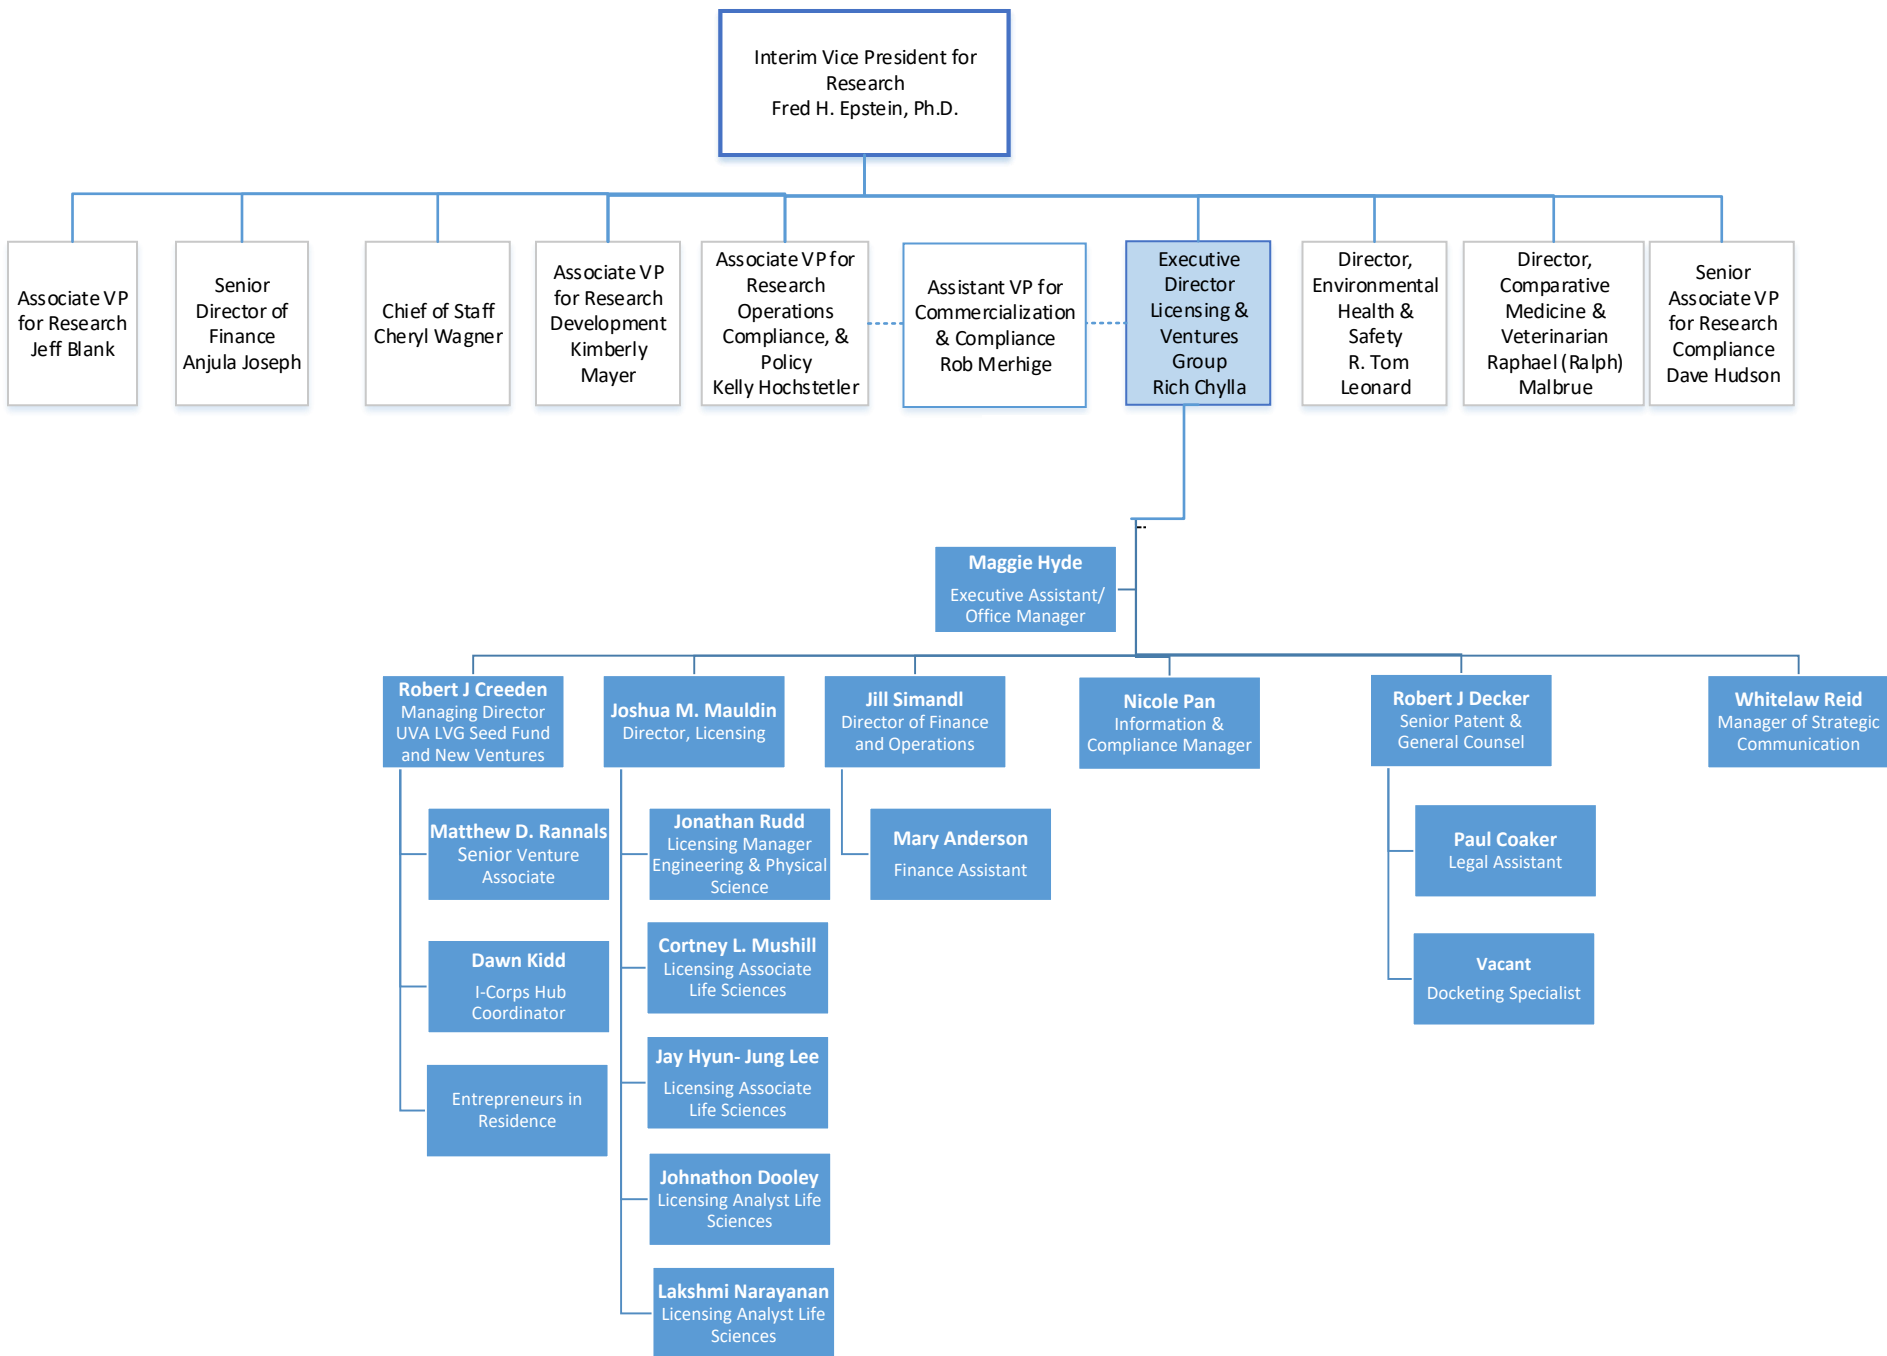 Interim Vice President for
Research
Fred H. Epstein, Ph.D.
Associate VP
for Research
Jeff Blank
Senior
Director of
Finance
Anjula Joseph
Chief of Staff
Cheryl Wagner
Associate VP
for Research
Development
Kimberly
Mayer
Associate VP for
Research
Operations
Compliance, &
Policy
Kelly Hochstetler
Assistant VP for
Commercialization
& Compliance
Rob Merhige
Executive
Director
Licensing &
Ventures
Group
Rich Chylla
Director,
Environmental
Health &
Safety
R. Tom
Leonard
Director,
Comparative
Medicine &
Veterinarian
Raphael (Ralph)
Malbrue
Senior
Associate VP
for Research
Compliance
Dave Hudson
Maggie Hyde
Executive Assistant/
Office Manager
Robert J Creeden
Managing Director
UVA LVG Seed Fund
and New Ventures
Joshua M. Mauldin
Director, Licensing
Jill Simandl
Director of Finance
and Operations
Nicole Pan
Information &
Compliance Manager
Robert J Decker
Senior Patent &
General Counsel
Whitelaw Reid
Manager of Strategic
Communication
Matthew D. Rannals
Senior Venture
Associate
Dawn Kidd
I-Corps Hub
Coordinator
Entrepreneurs in
Residence
Jonathan Rudd
Licensing Manager
Engineering & Physical
Science
Cortney L. Mushill
Licensing Associate
Life Sciences
Jay Hyun- Jung Lee
Licensing Associate
Life Sciences
Johnathon Dooley
Licensing Analyst Life
Sciences
Lakshmi Narayanan
Licensing Analyst Life
Sciences
Mary Anderson
Finance Assistant
Paul Coaker
Legal Assistant
Vacant
Docketing Specialist